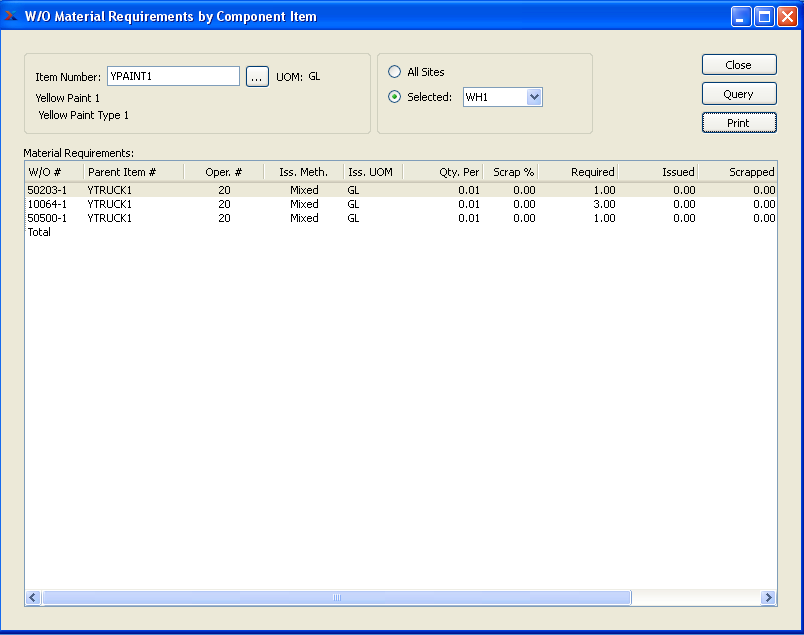 W/O Material Requirements by Component Item
Item Number: YPAINT1 ... UOM: GL
Yellow Paint 1
Yellow Paint Type 1
All Sites
Selected: WH1
Close
Query
Print
Material Requirements:
W/O # Parent Item # Oper. # Iss. Meth. Iss. UOM Qty. Per Scrap % Required Issued Scrapped
50203-1 YTRUCK1 20 Mixed GL 0.01 0.00 1.00 0.00 0.00
10064-1 YTRUCK1 20 Mixed GL 0.01 0.00 3.00 0.00 0.00
50500-1 YTRUCK1 20 Mixed GL 0.01 0.00 1.00 0.00 0.00
Total